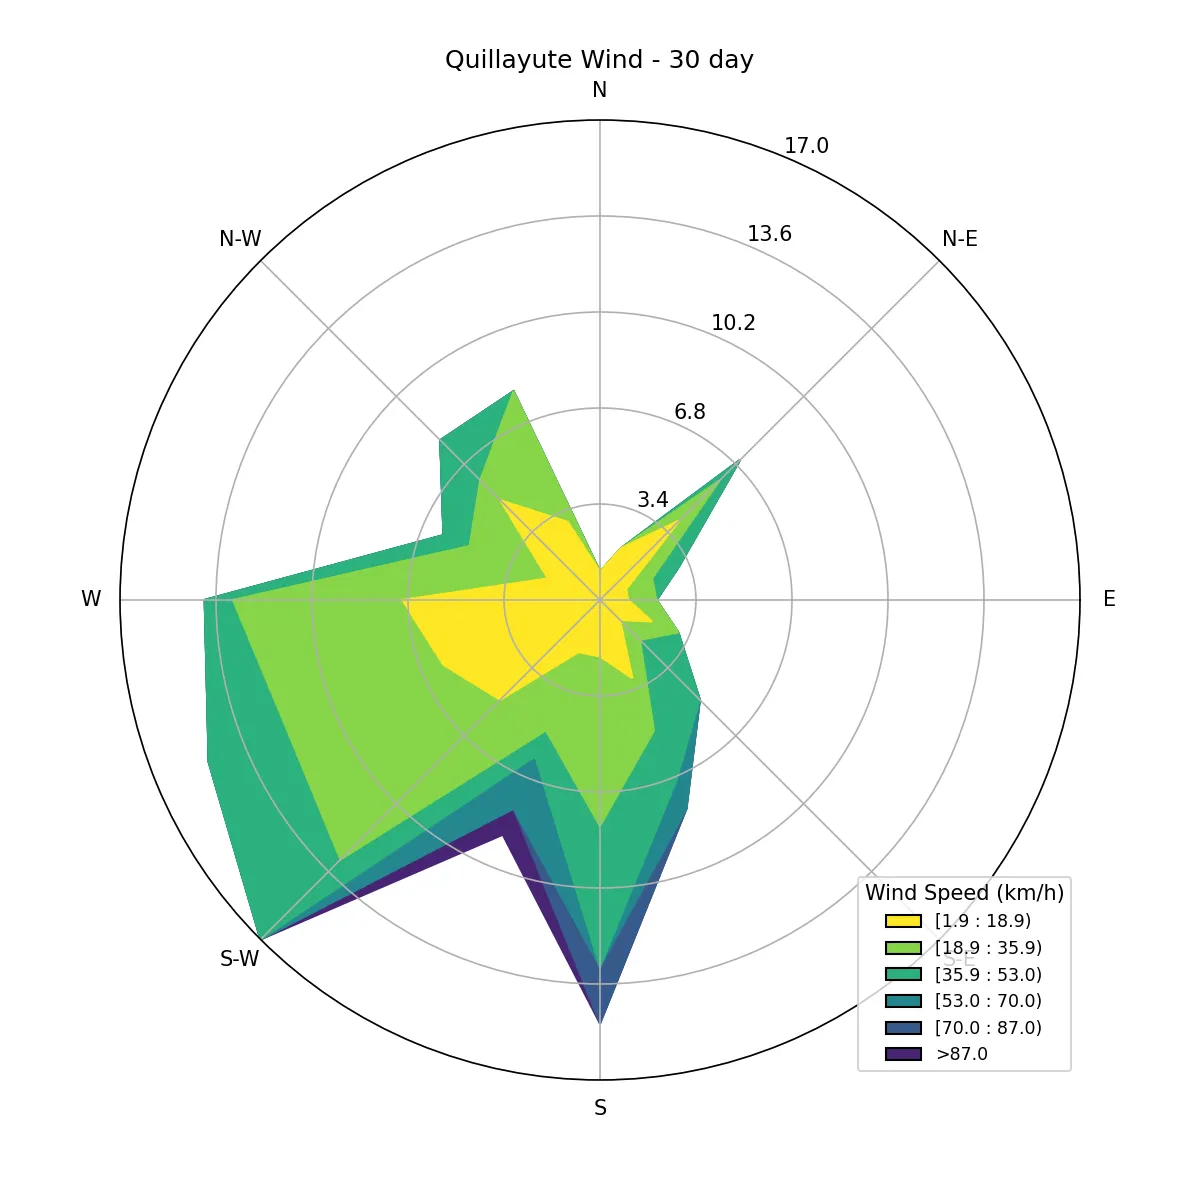 Quillayute Wind - 30 day
N
17.0
13.6
N-W
N-E
10.2
6.8
3.4
W
E
S-W
S-E
S
Wind Speed (km/h)
[1.9 : 18.9)
[18.9 : 35.9)
[35.9 : 53.0)
[53.0 : 70.0)
[70.0 : 87.0)
>87.0